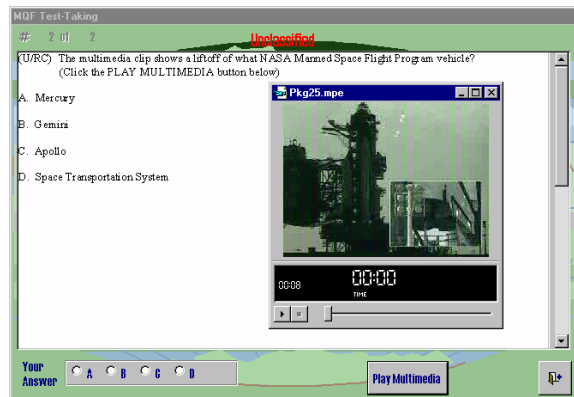 MQF Test-Taking
# 2 of 2
Unclassified
(U/RC) The multimedia clip shows a liftoff of what NASA Manned Space Flight Program vehicle?
(Click the PLAY MULTIMEDIA button below)
Pkg25.mpe
A. Mercury
B. Gemini
C. Apollo
D. Space Transportation System
00:08
00:00
TIME
Your
Answer
A B C D
Play Multimedia